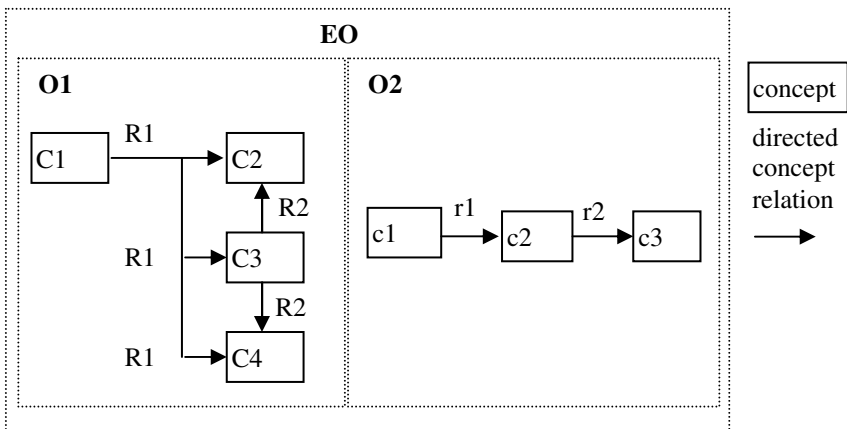 EO
O1
O2
R1
C1
C2
R2
R1
C3
R2
R1
C4
r1
r2
c1
c2
c3
concept
directed
concept
relation